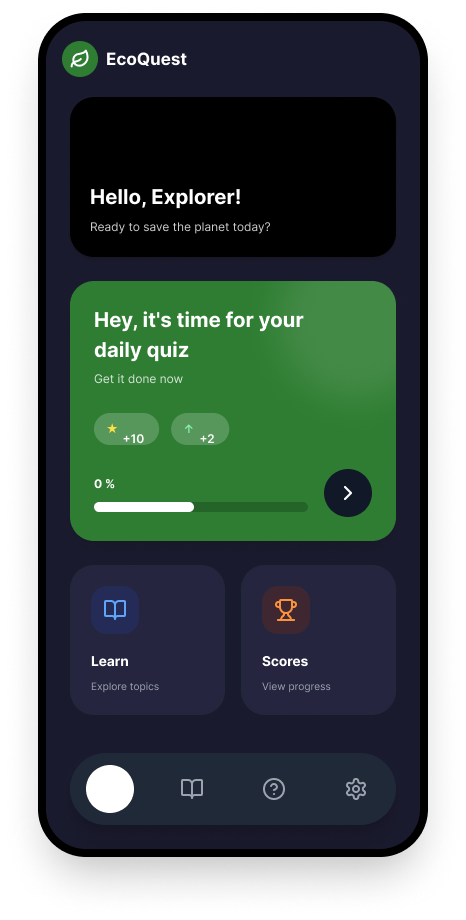 EcoQuest
Hello, Explorer!
Ready to save the planet today?
Hey, it's time for your
daily quiz
Get it done now
+10 +2
0 %
Learn Scores
Explore topics View progress